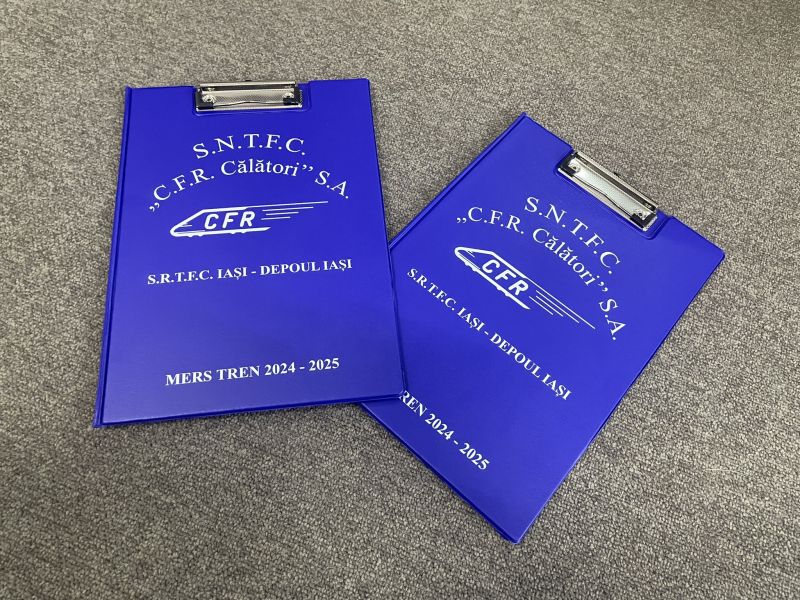 S.N.T.F.C.
„C.F.R. Călători” S.A.
CFR
S.R.T.F.C. IAȘI - DEPOUL IAȘI
MERS TREN 2024 - 2025
S.N.T.F.C.
„C.F.R. Călători” S.A.
CFR
S.R.T.F.C. IAȘI - DEPOUL IAȘI
TREN 2024 - 2025